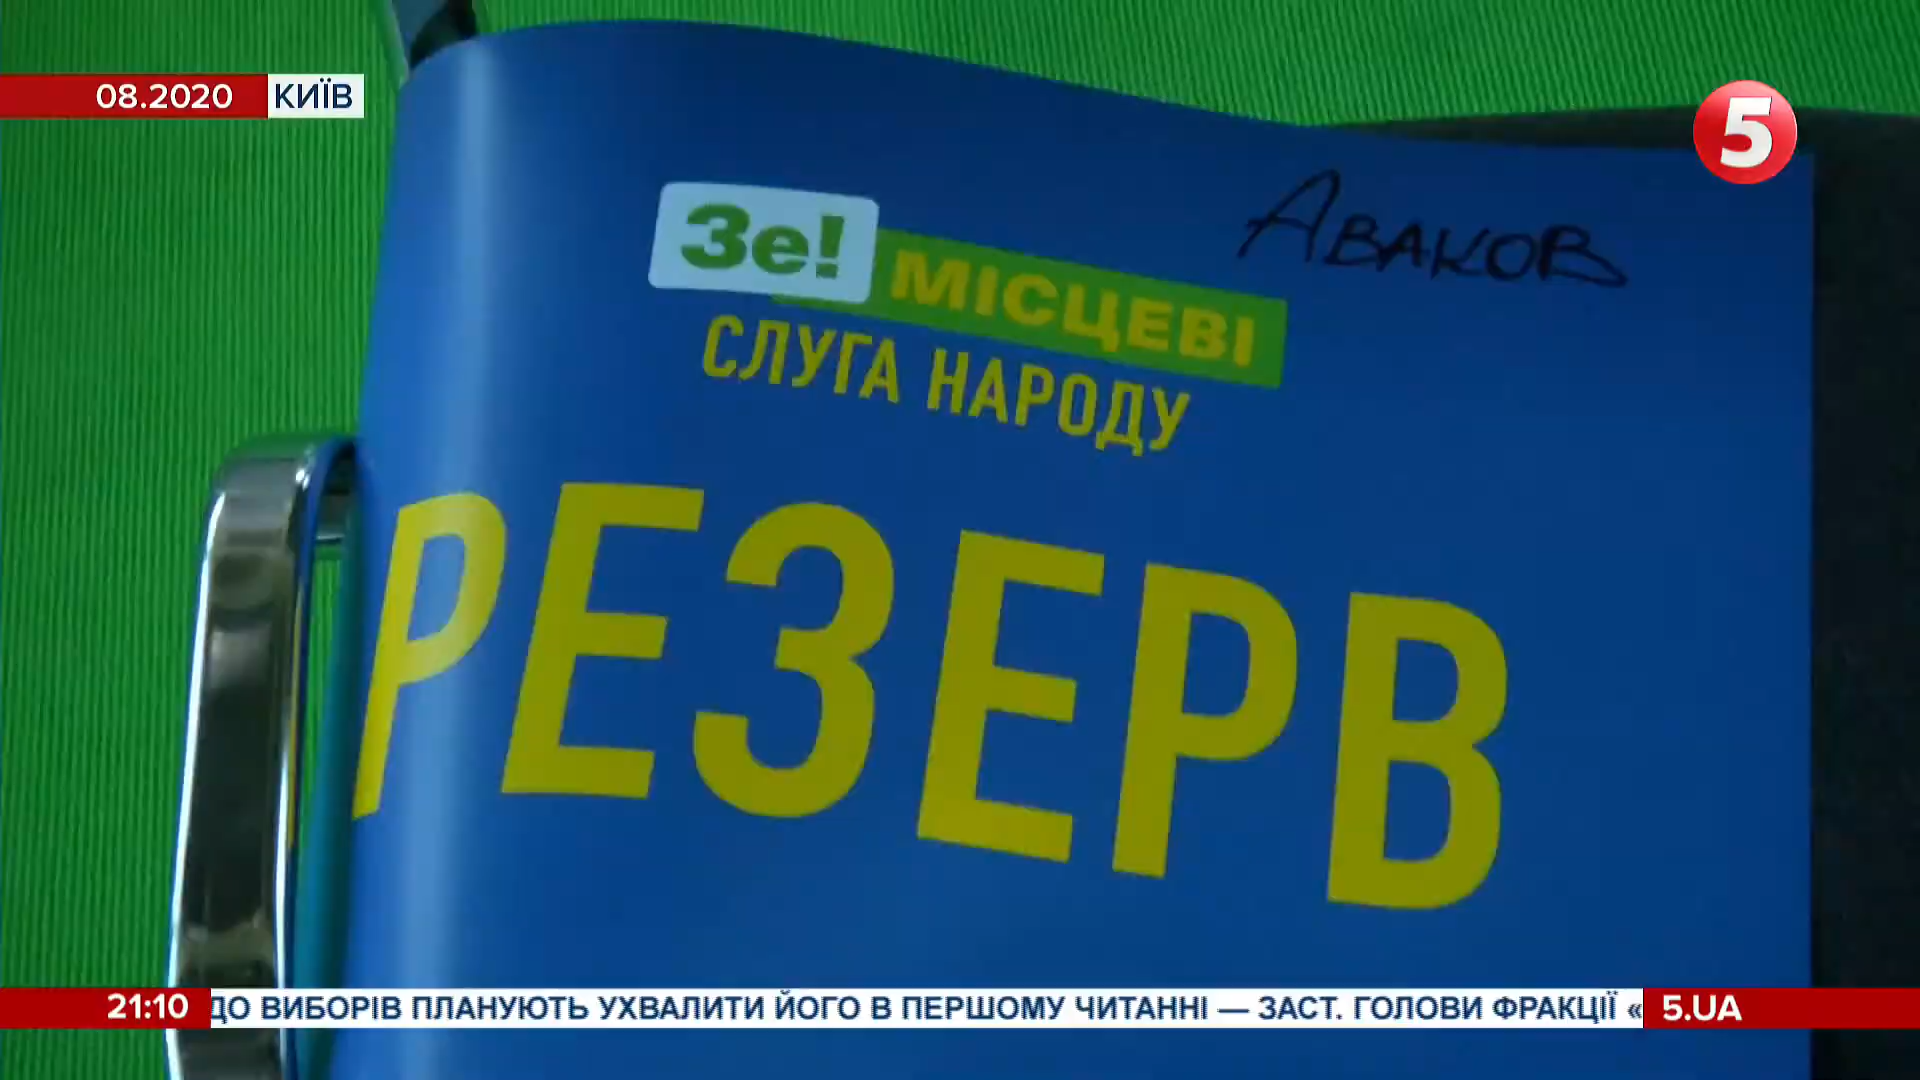 08.2020 КИЇВ
5
Аваков
Зе! МІСЦЕВІ
СЛУГА НАРОДУ
РЕЗЕРВ
21:10 ДО ВИБОРІВ ПЛАНУЮТЬ УХВАЛИТИ ЙОГО В ПЕРШОМУ ЧИТАННІ — ЗАСТ. ГОЛОВИ ФРАКЦІЇ « 5.UA